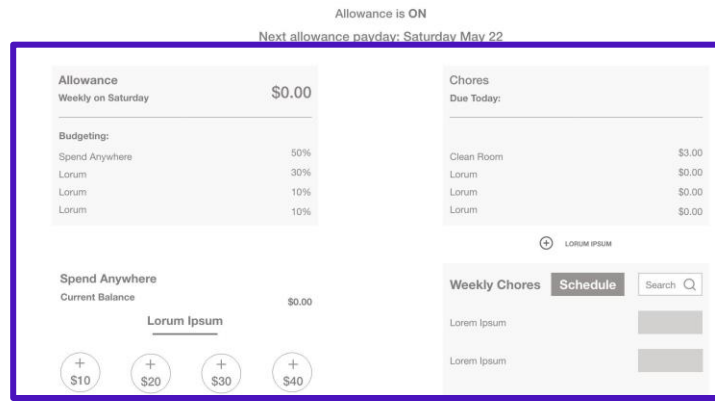 Allowance is ON
Next allowance payday: Saturday May 22
Allowance
Weekly on Saturday
$0.00
Budgeting:
Spend Anywhere 50%
Lorum 30%
Lorum 10%
Lorum 10%
Chores
Due Today:
Clean Room $3.00
Lorum $0.00
Lorum $0.00
Lorum $0.00
LORUM IPSUM
Spend Anywhere
Current Balance $0.00
Lorum Ipsum
+ + + +
$10 $20 $30 $40
Weekly Chores Schedule Search
Lorem Ipsum
Lorem Ipsum